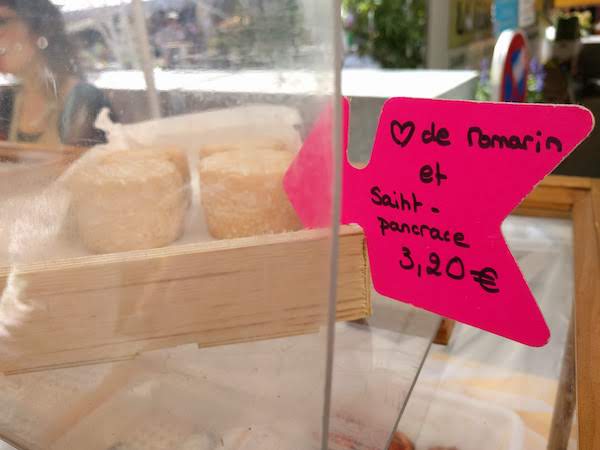 ♡ de romarin
et
Saint-
pancrace
3,20 €